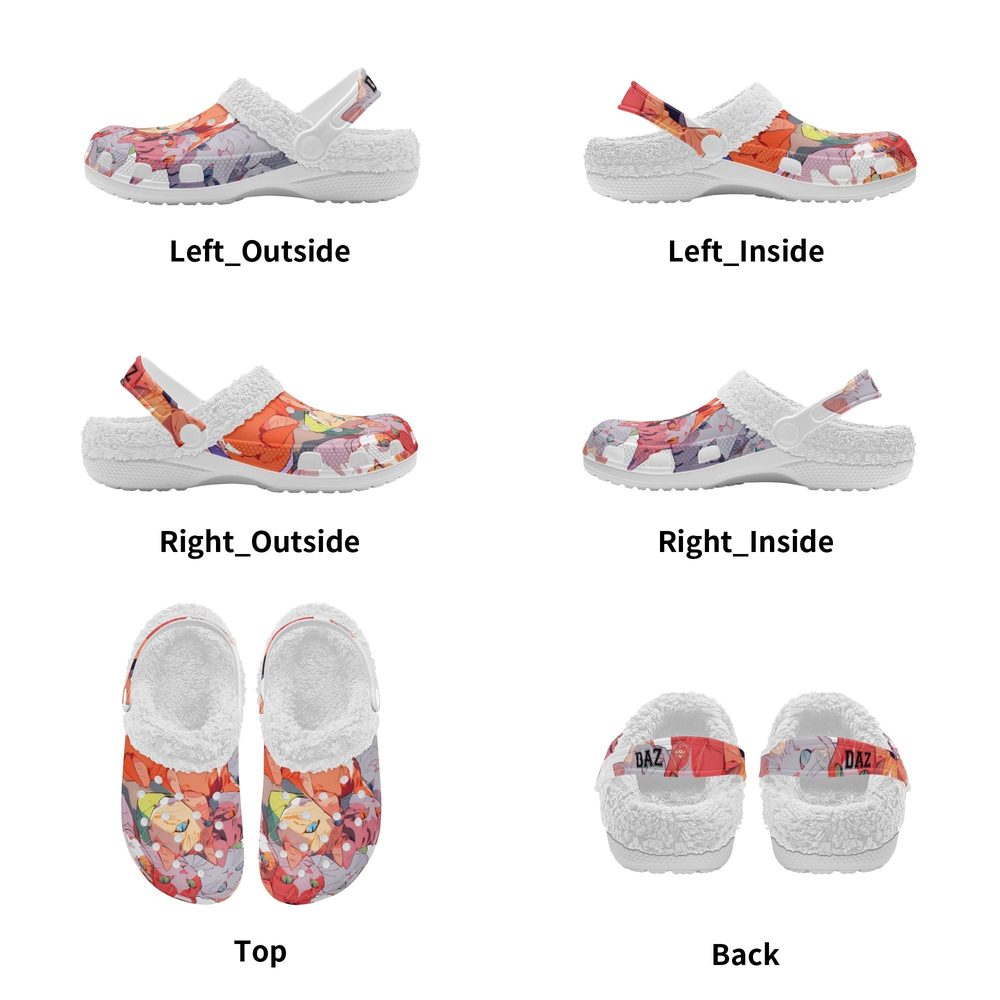 Left_Outside
Left_Inside
Right_Outside
Right_Inside
Top
DAZ
DAZ
Back